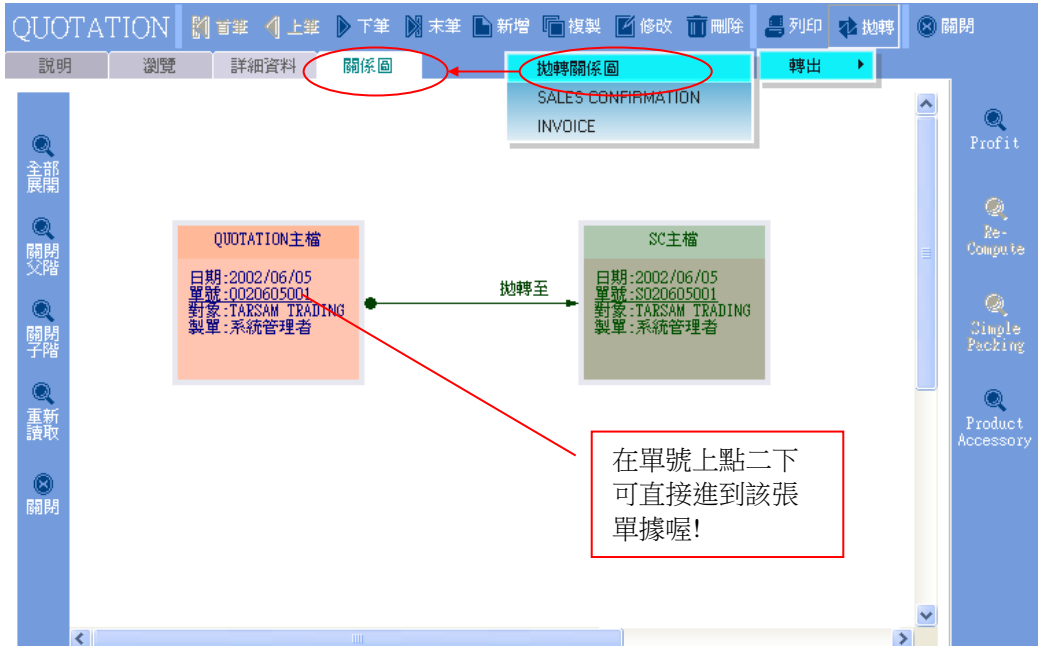 QUOTATION 首筆 上筆 下筆 末筆 新增 複製 修改 刪除 列印 拋轉 關閉
說明 瀏覽 詳細資料 關係圖
拋轉關係圖 轉出
SALES CONFIRMATION
INVOICE
全部
展開
關閉
父階
關閉
子階
重新
讀取
關閉
QUOTATION主檔
日期:2002/06/05
單號:Q020605001
對象:TARSAM TRADING
製單:系統管理者
拋轉至
SC主檔
日期:2002/06/05
單號:S020605001
對象:TARSAM TRADING
製單:系統管理者
在單號上點二下
可直接進到該張
單據喔!
Profit
Re-
Compute
Simple
Packing
Product
Accessory